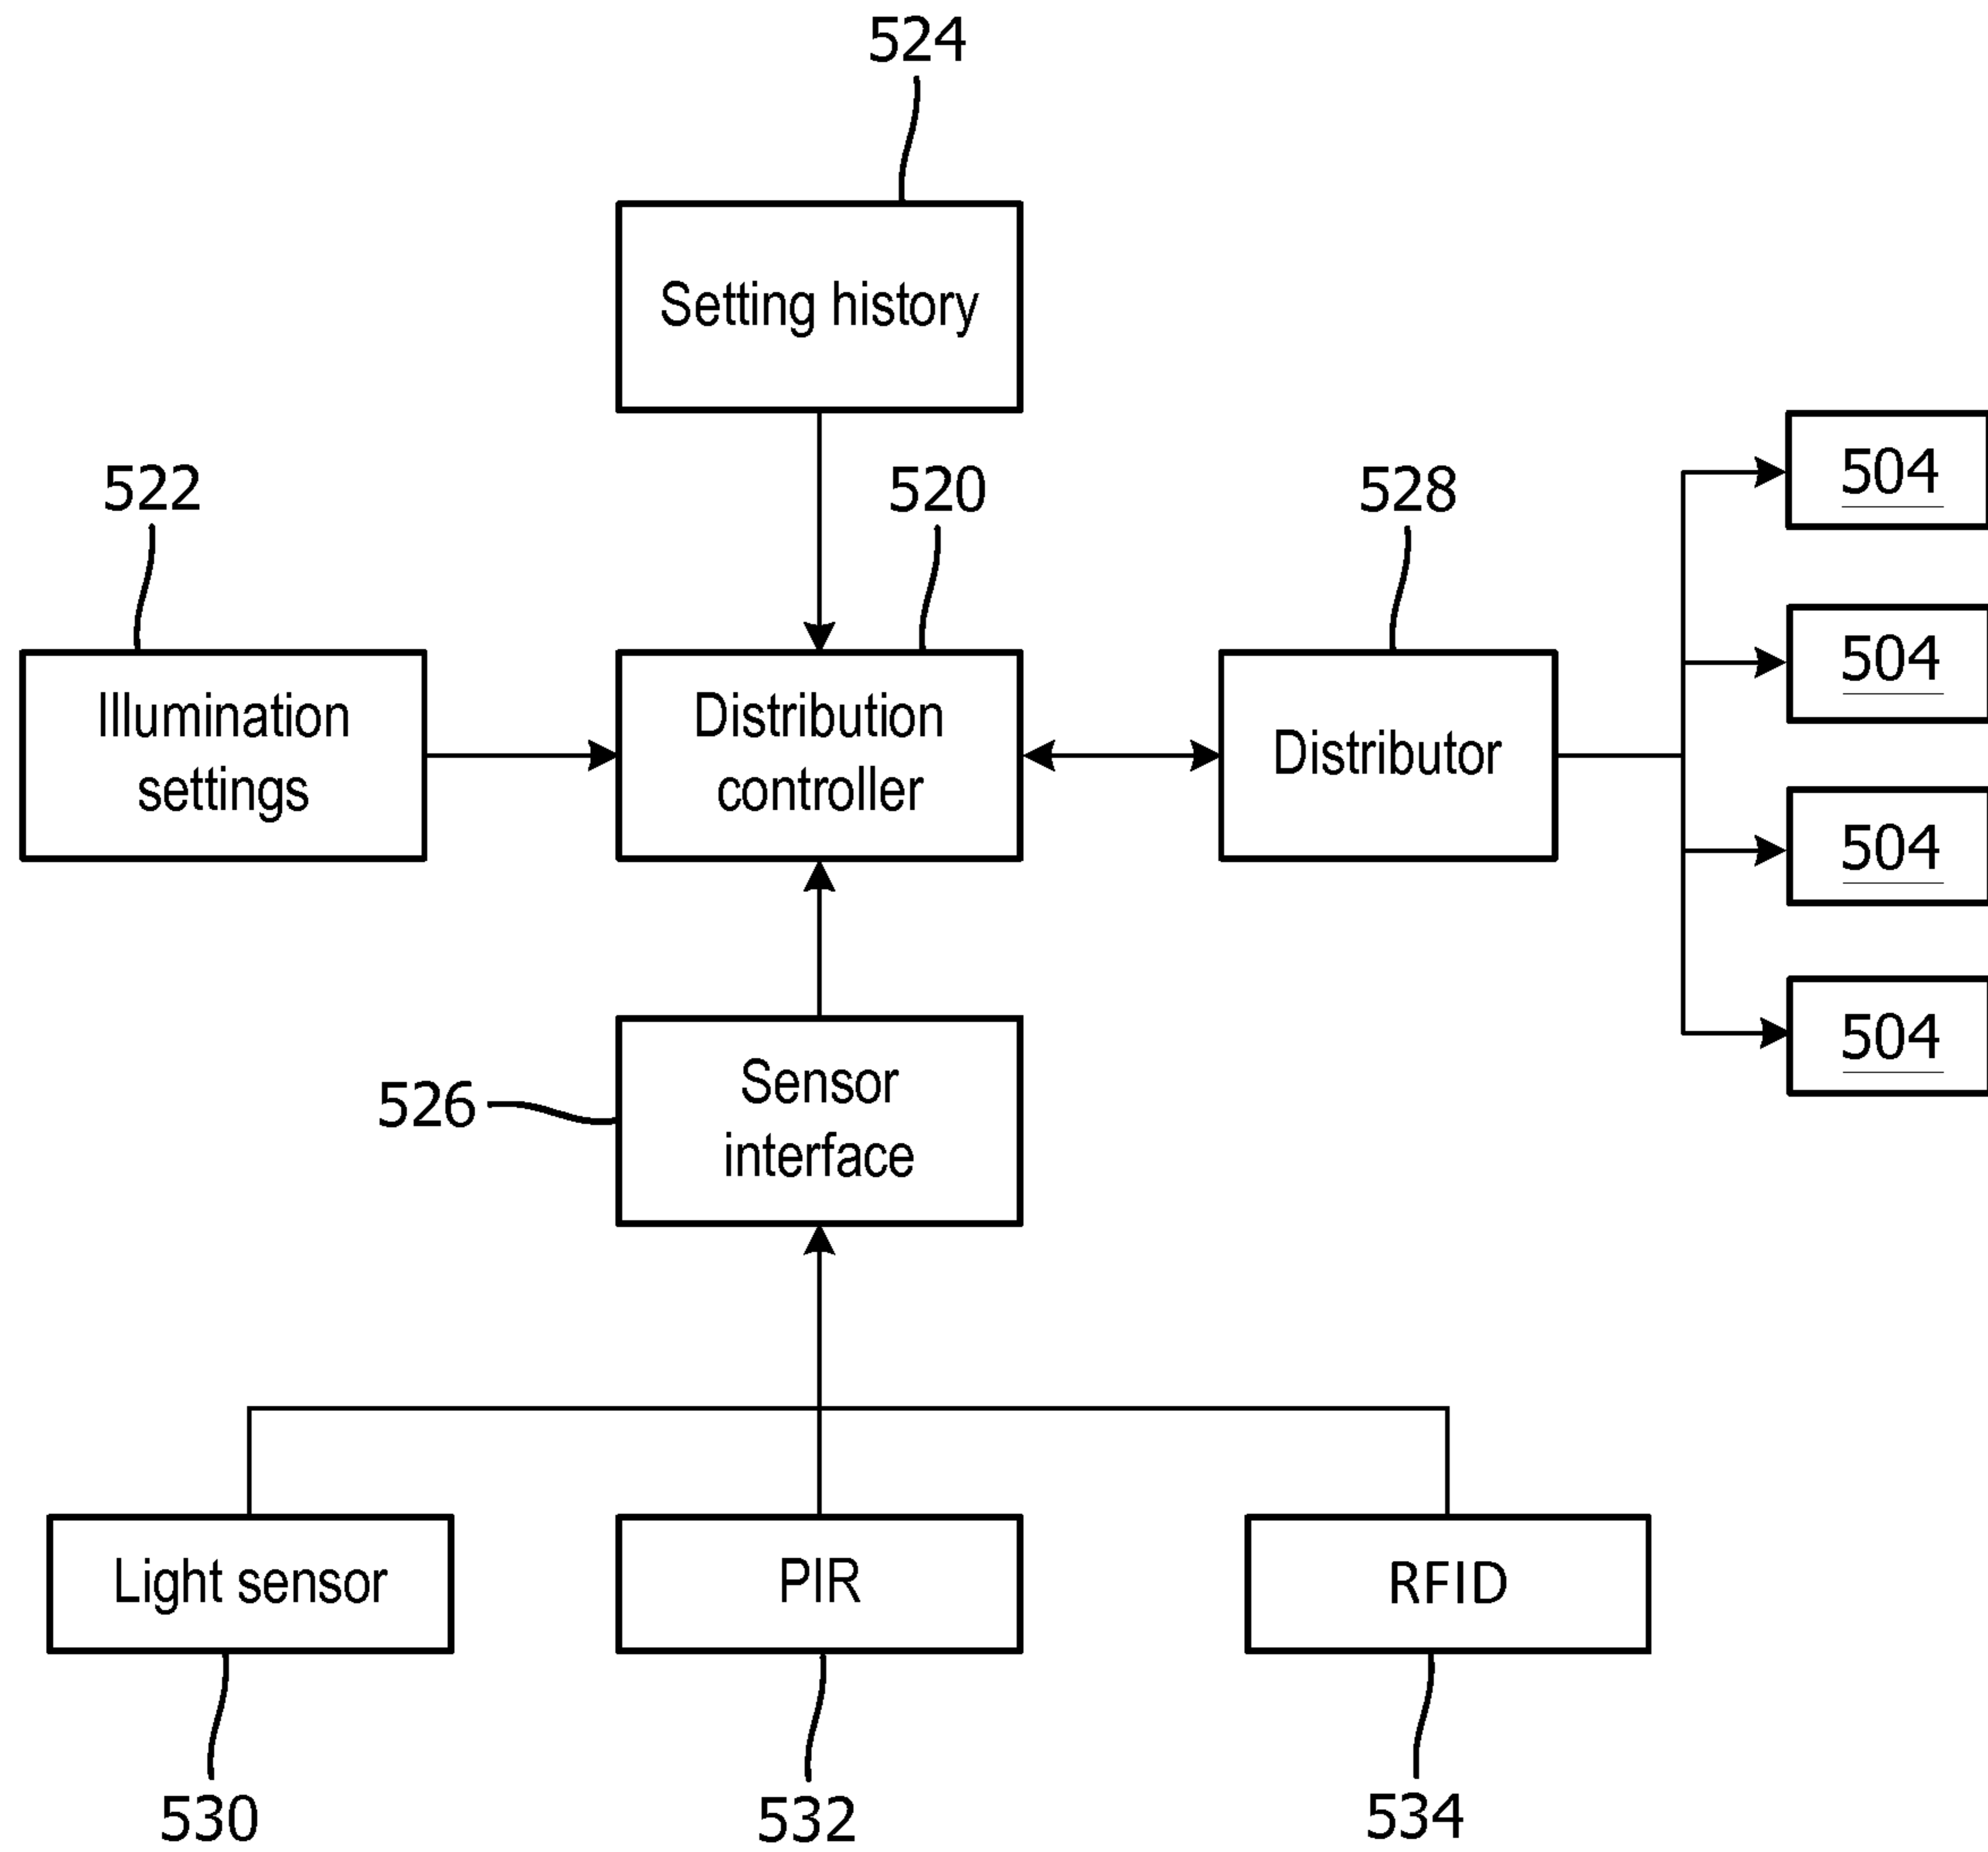 524
Setting history
522
520
528
504
Illumination
settings
Distribution
controller
Distributor
504
504
504
526
Sensor
interface
Light sensor
PIR
RFID
530
532
534